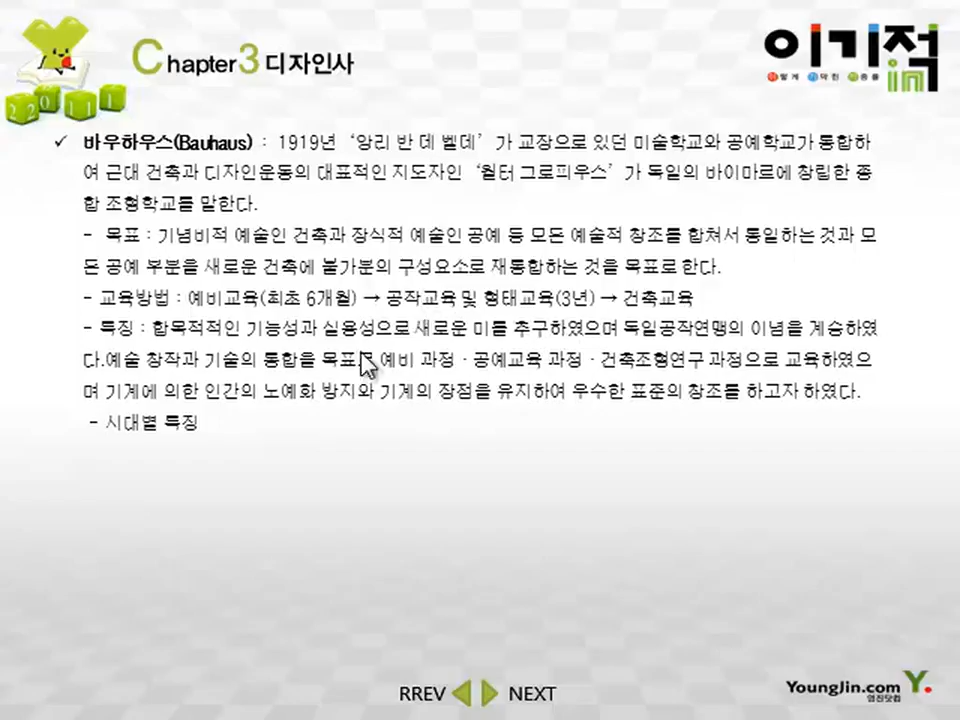 Chapter3 디자인사
이기적in
이렇게 기막힌 적중률
2011
✓ 바우하우스(Bauhaus) : 1919년 ‘앙리 반 데 벨데’가 교장으로 있던 미술학교와 공예학교가 통합하
여 근대 건축과 디자인운동의 대표적인 지도자인 ‘월터 그로피우스’가 독일의 바이마르에 창립한 종
합 조형학교를 말한다.
- 목표 : 기념비적 예술인 건축과 장식적 예술인 공예 등 모든 예술적 창조를 합쳐서 통일하는 것과 모
든 공예 부분을 새로운 건축에 불가분의 구성요소로 재통합하는 것을 목표로 한다.
- 교육방법 : 예비교육(최초 6개월) → 공작교육 및 형태교육(3년) → 건축교육
- 특징 : 합목적적인 기능성과 실용성으로 새로운 미를 추구하였으며 독일공작연맹의 이념을 계승하였
다.예술 창작과 기술의 통합을 목표로 예비 과정 · 공예교육 과정 · 건축조형연구 과정으로 교육하였으
며 기계에 의한 인간의 노예화 방지와 기계의 장점을 유지하여 우수한 표준의 창조를 하고자 하였다.
- 시대별 특징
RREV NEXT
YoungJin.com Y.
영진닷컴